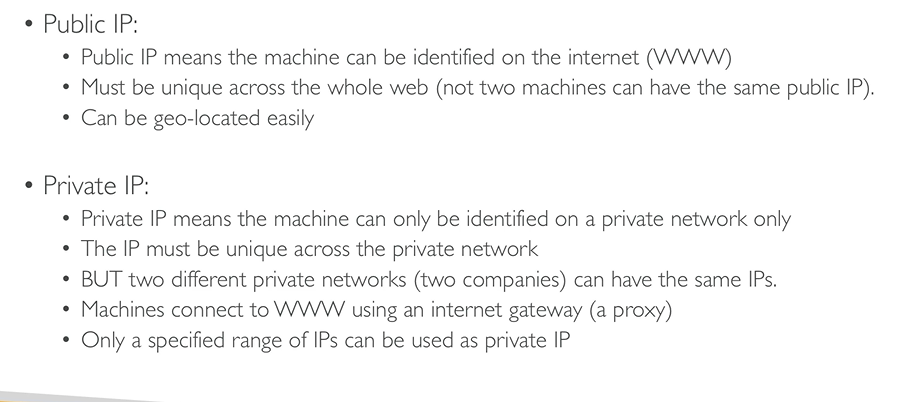 • Public IP:
• Public IP means the machine can be identified on the internet (WWW)
• Must be unique across the whole web (not two machines can have the same public IP).
• Can be geo-located easily
• Private IP:
• Private IP means the machine can only be identified on a private network only
• The IP must be unique across the private network
• BUT two different private networks (two companies) can have the same IPs.
• Machines connect to WWW using an internet gateway (a proxy)
• Only a specified range of IPs can be used as private IP